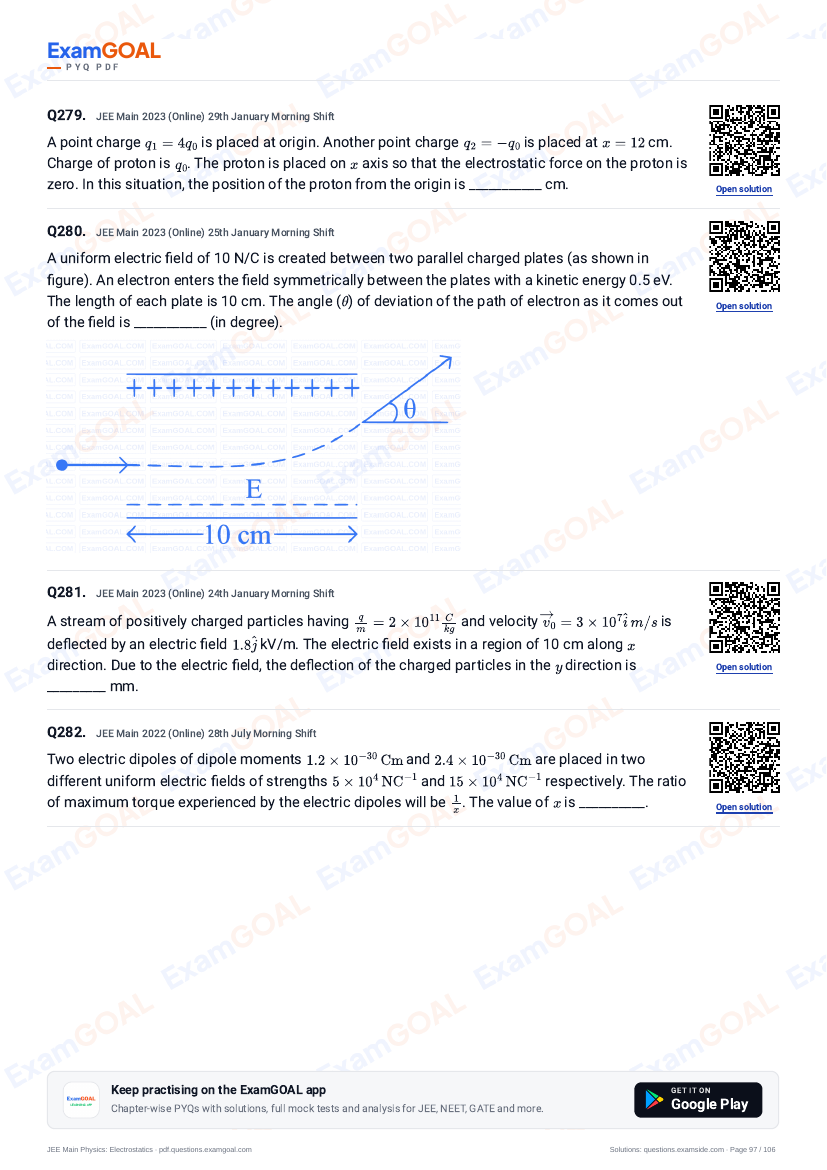 ExamGOAL
PYQ PDF
Q279. JEE Main 2023 (Online) 29th January Morning Shift
A point charge q₁ = 4q₀ is placed at origin. Another point charge q₂ = −q₀ is placed at x = 12 cm.
Charge of proton is q₀. The proton is placed on x axis so that the electrostatic force on the proton is
zero. In this situation, the position of the proton from the origin is ___________ cm.
Open solution
Q280. JEE Main 2023 (Online) 25th January Morning Shift
A uniform electric field of 10 N/C is created between two parallel charged plates (as shown in
figure). An electron enters the field symmetrically between the plates with a kinetic energy 0.5 eV.
The length of each plate is 10 cm. The angle (θ) of deviation of the path of electron as it comes out
of the field is ___________ (in degree).
Open solution
θ
E
10 cm
Q281. JEE Main 2023 (Online) 24th January Morning Shift
A stream of positively charged particles having q/m = 2 × 10¹¹ C/kg and velocity v⃗₀ = 3 × 10⁷ î m/s is
deflected by an electric field 1.8ĵ kV/m. The electric field exists in a region of 10 cm along x
direction. Due to the electric field, the deflection of the charged particles in the y direction is
_________ mm.
Open solution
Q282. JEE Main 2022 (Online) 28th July Morning Shift
Two electric dipoles of dipole moments 1.2 × 10⁻³⁰ Cm and 2.4 × 10⁻³⁰ Cm are placed in two
different uniform electric fields of strengths 5 × 10⁴ NC⁻¹ and 15 × 10⁴ NC⁻¹ respectively. The ratio
of maximum torque experienced by the electric dipoles will be 1/x. The value of x is __________.
Open solution
Keep practising on the ExamGOAL app
Chapter-wise PYQs with solutions, full mock tests and analysis for JEE, NEET, GATE and more.
GET IT ON
Google Play
JEE Main Physics: Electrostatics · pdf.questions.examgoal.com
Solutions: questions.examside.com · Page 97 / 106